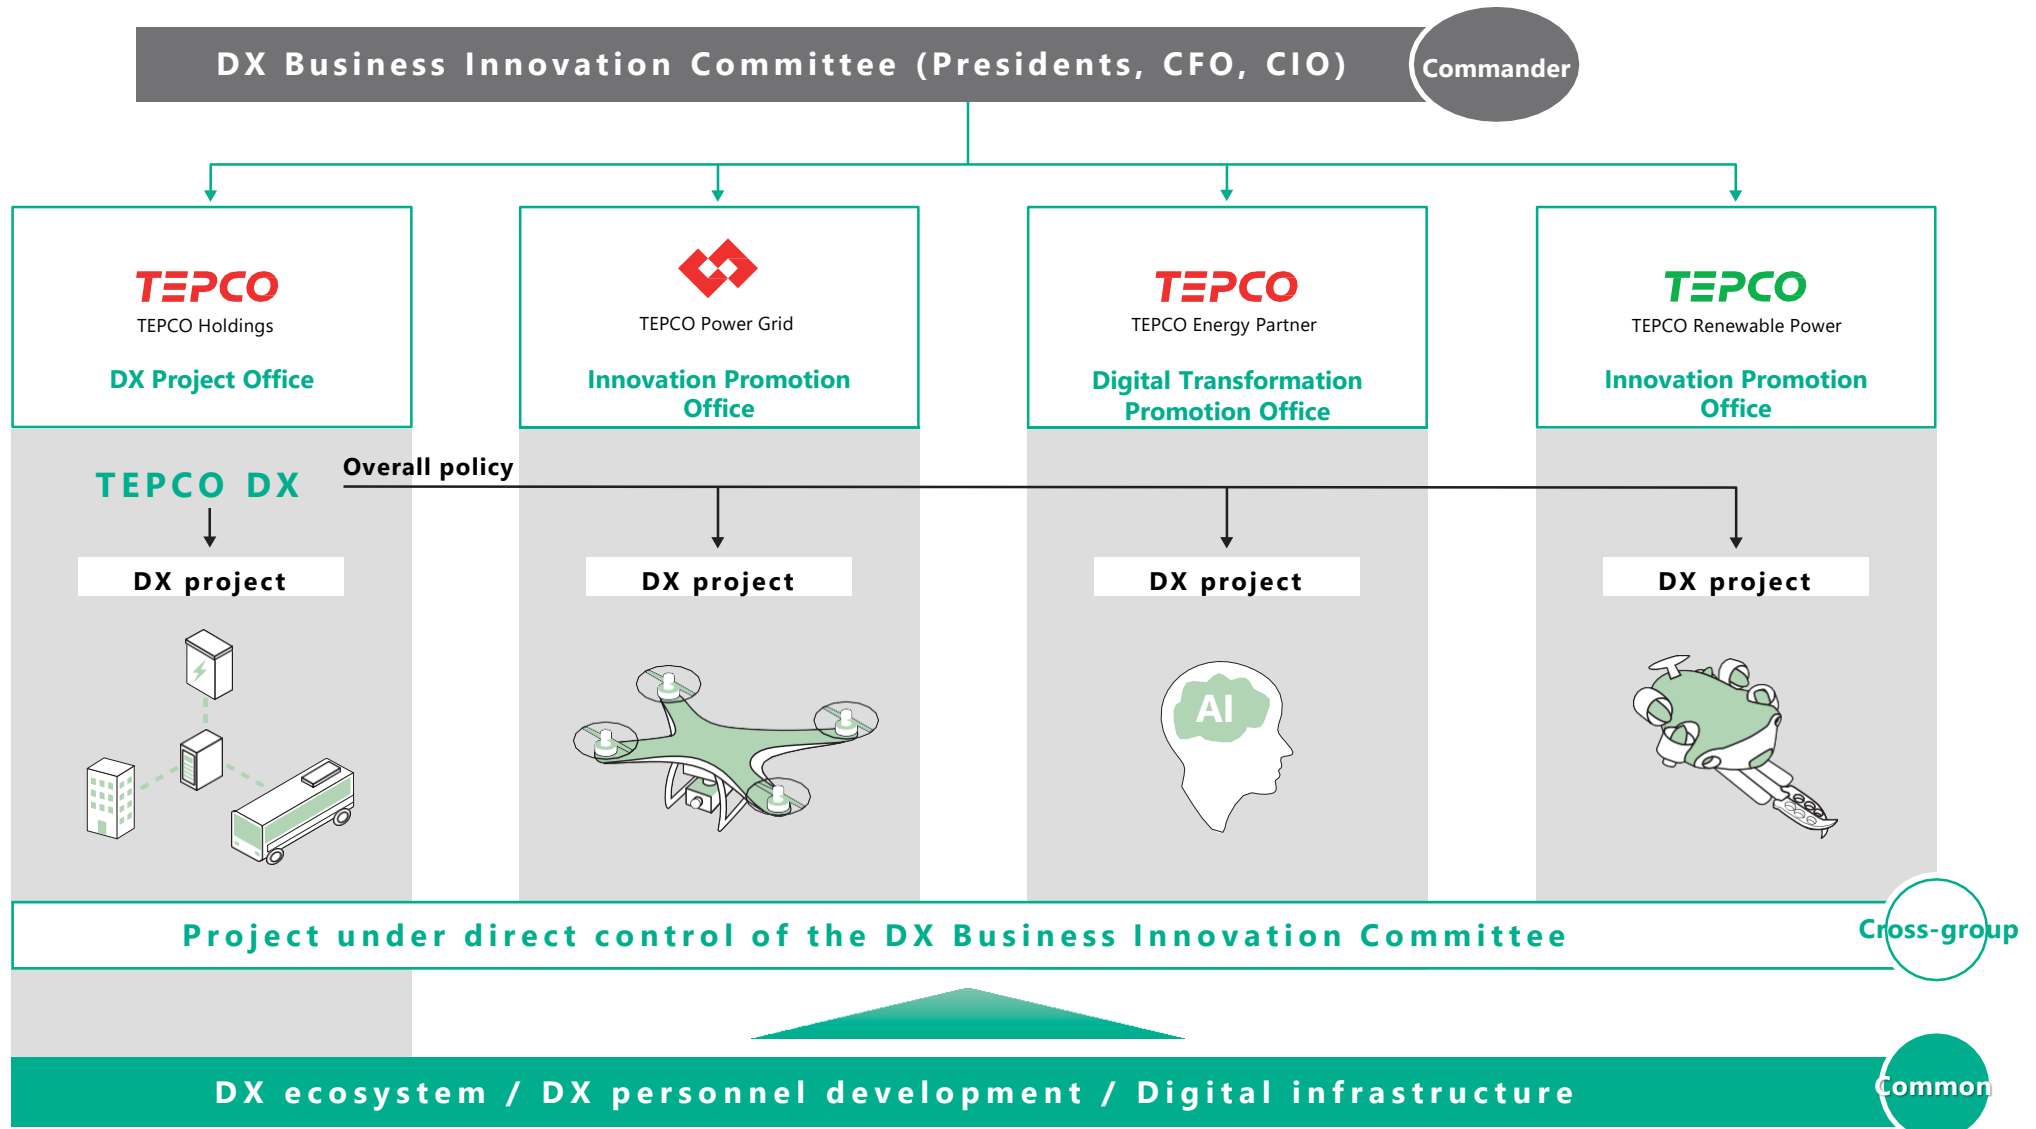 DX Business Innovation Committee (Presidents, CFO, CIO)
Commander
TEPCO
TEPCO Holdings
DX Project Office
TEPCO Power Grid
Innovation Promotion
Office
TEPCO
TEPCO Energy Partner
Digital Transformation
Promotion Office
TEPCO
TEPCO Renewable Power
Innovation Promotion
Office
TEPCO DX
Overall policy
DX project
DX project
DX project
DX project
AI
Project under direct control of the DX Business Innovation Committee
Cross-group
DX ecosystem / DX personnel development / Digital infrastructure
Common